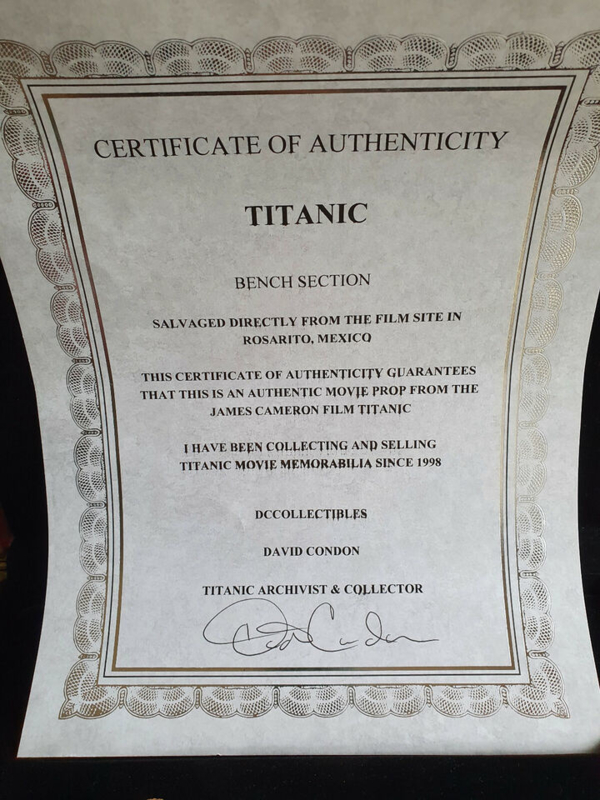 CERTIFICATE OF AUTHENTICITY
TITANIC
BENCH SECTION
SALVAGED DIRECTLY FROM THE FILM SITE IN
ROSARITO, MEXICO
THIS CERTIFICATE OF AUTHENTICITY GUARANTEES
THAT THIS IS AN AUTHENTIC MOVIE PROP FROM THE
JAMES CAMERON FILM TITANIC
I HAVE BEEN COLLECTING AND SELLING
TITANIC MOVIE MEMORABILIA SINCE 1998
DCCOLLECTIBLES
DAVID CONDON
TITANIC ARCHIVIST & COLLECTOR